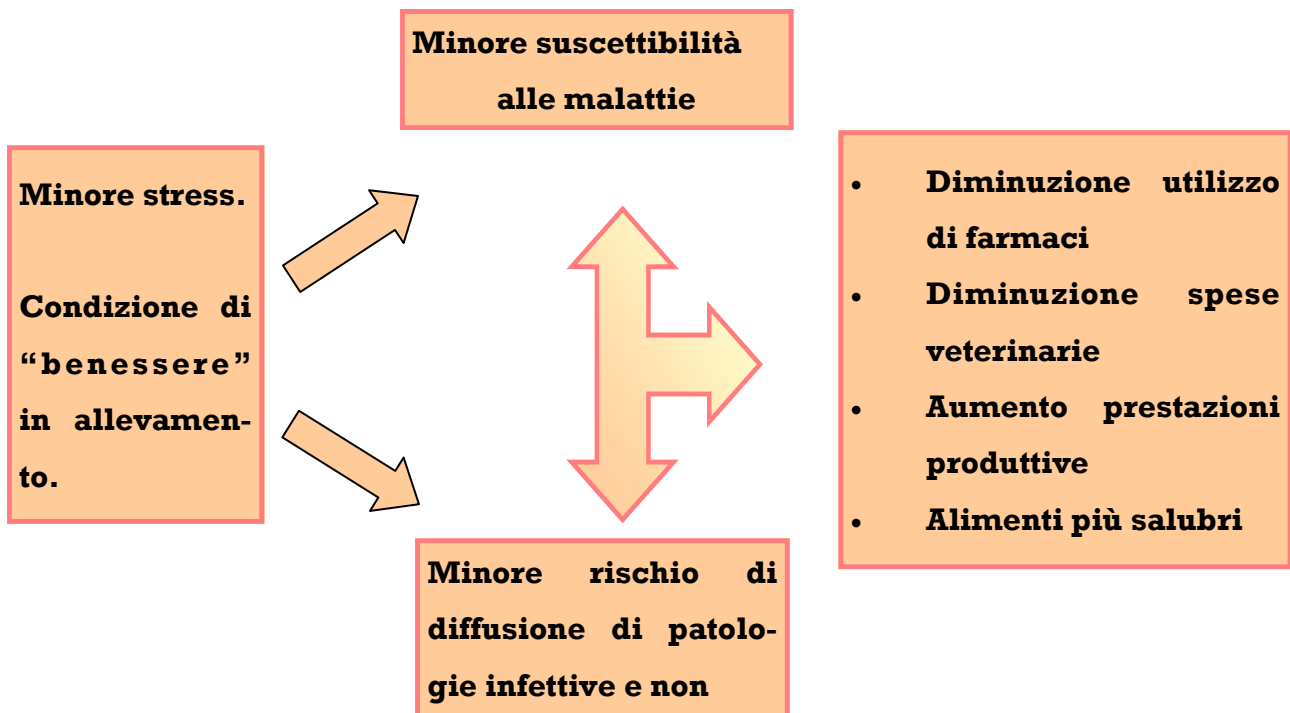 Minore suscettibilità
alle malattie
Minore stress.
Condizione di
“benessere”
in allevamen-
to.
• Diminuzione utilizzo
di farmaci
• Diminuzione spese
veterinarie
• Aumento prestazioni
produttive
• Alimenti più salubri
Minore rischio di
diffusione di patolo-
gie infettive e non